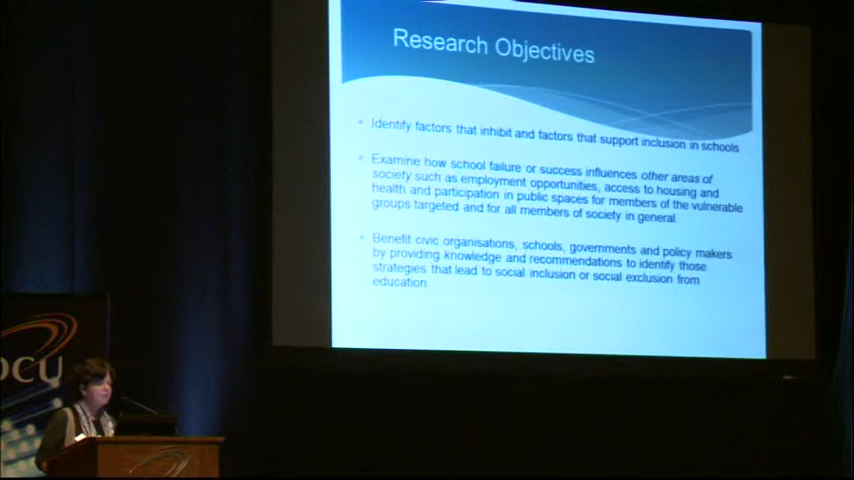 Research Objectives
Identify factors that inhibit and factors that support inclusion in schools
Examine how school failure or success influences other areas of
society such as employment opportunities, access to housing and
health and participation in public spaces for members of the vulnerable
groups targeted and for all members of society in general.
Benefit civic organisations, schools, governments and policy makers
by providing knowledge and recommendations to identify those
strategies that lead to social inclusion or social exclusion from
education.